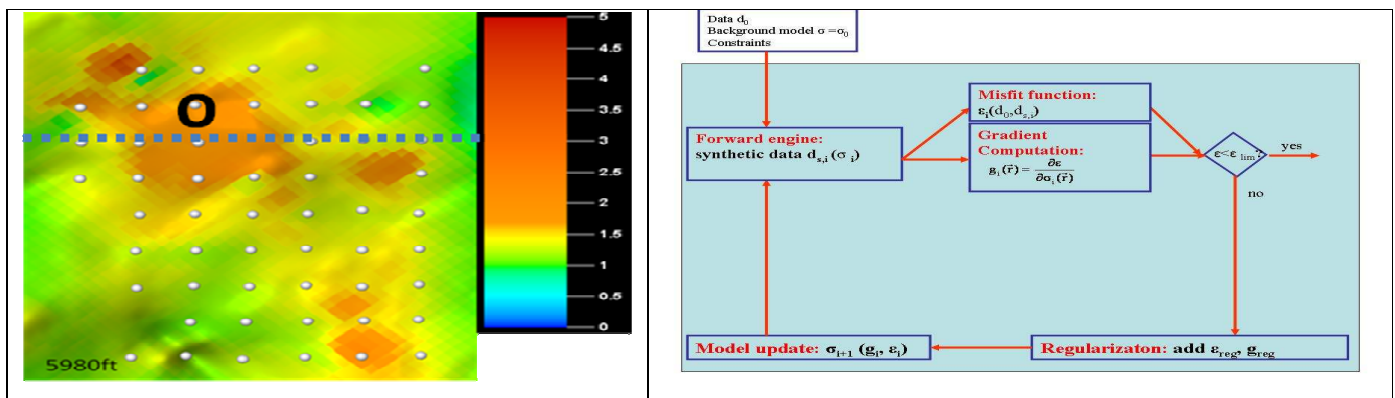 O
5980ft
5
4.5
4
3.5
3
2.5
2
1.5
1
0.5
0
Data d₀
Background model σ =σ₀
Constraints
Forward engine:
synthetic data dₛ,ᵢ (σ ᵢ)
Misfit function:
εᵢ(d₀,dₛ,ᵢ)
Gradient
Computation:
gᵢ(r⃗) = ∂ε / ∂σᵢ(r⃗)
ε<ε lim?
yes
no
Regularizaton: add εreg, greg
Model update: σᵢ₊₁ (gᵢ, εᵢ)